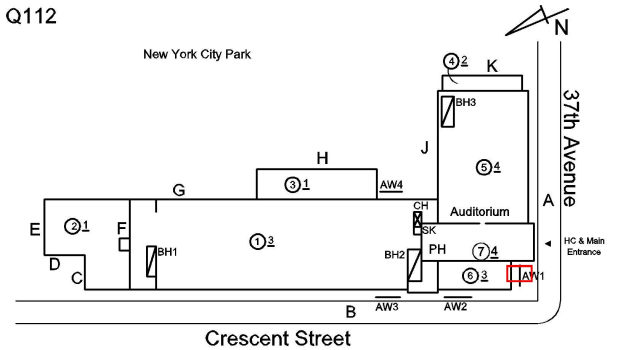 Q112
N
New York City Park
④ 2
K
BH3
37th Avenue
H
J
⑤ 4
③ 1
AW4
G
A
CH
Auditorium
E
② 1
F
SK
① 3
PH
⑦ 4
HC & Main
Entrance
BH1
BH2
D
C
⑥ 3
AW1
B
AW3
AW2
Crescent Street